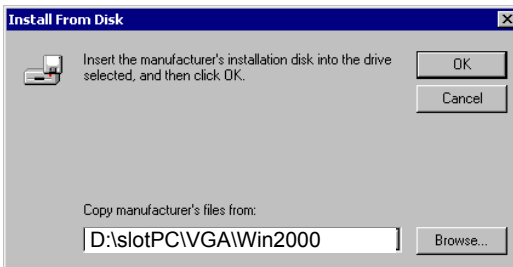 Install From Disk
Insert the manufacturer's installation disk into the drive
selected, and then click OK.
OK
Cancel
Copy manufacturer's files from:
D:\slotPC\VGA\Win2000
Browse...